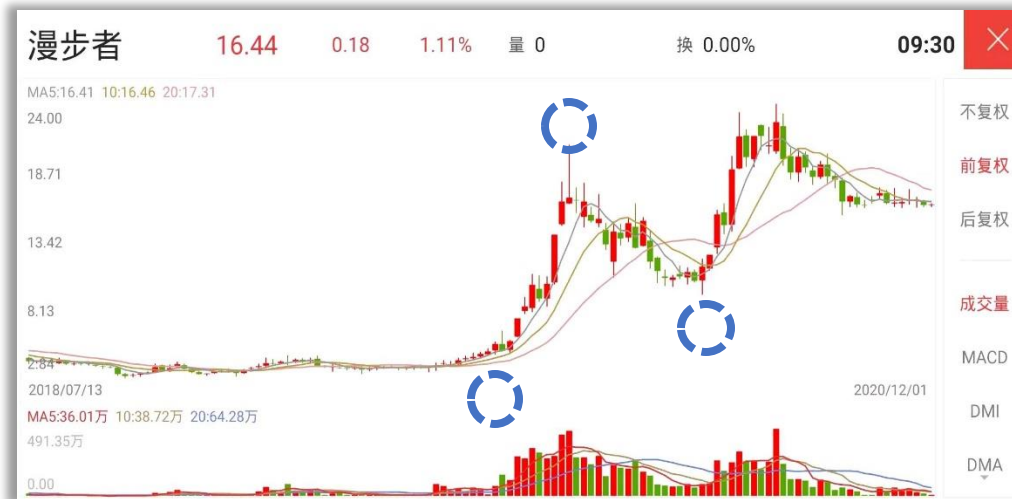 漫步者 16.44 0.18 1.11% 量 0 换 0.00% 09:30
MA5:16.41 10:16.46 20:17.31
24.00
18.71
13.42
8.13
2.84
2018/07/13 2020/12/01
MA5:36.01万 10:38.72万 20:64.28万
491.35万
0.00
不复权
前复权
后复权
成交量
MACD
DMI
DMA